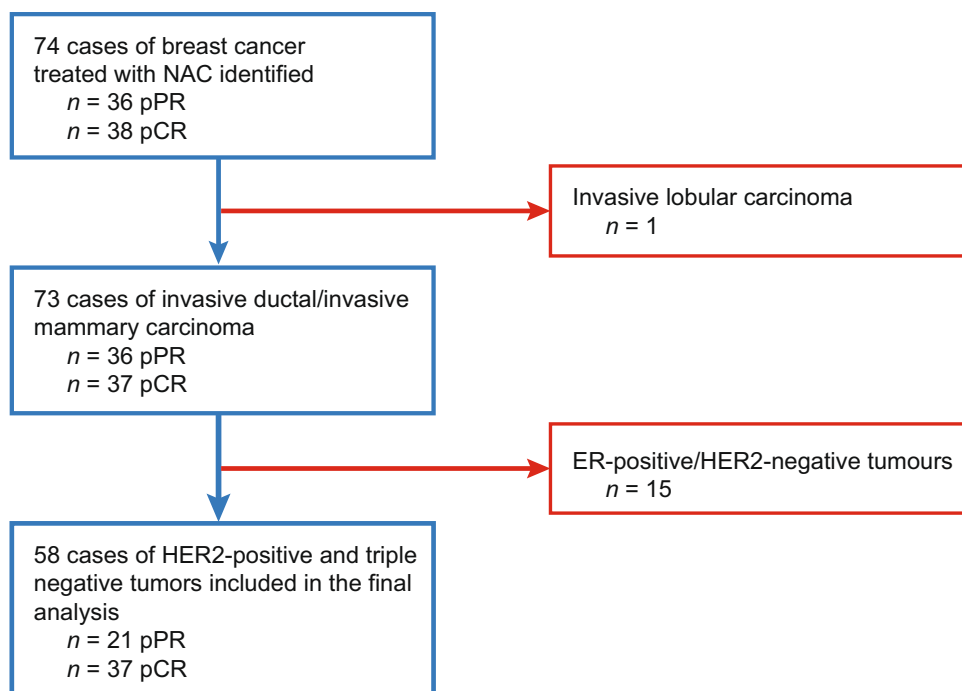 74 cases of breast cancer
treated with NAC identified
n = 36 pPR
n = 38 pCR
Invasive lobular carcinoma
n = 1
73 cases of invasive ductal/invasive
mammary carcinoma
n = 36 pPR
n = 37 pCR
ER-positive/HER2-negative tumours
n = 15
58 cases of HER2-positive and triple
negative tumors included in the final
analysis
n = 21 pPR
n = 37 pCR